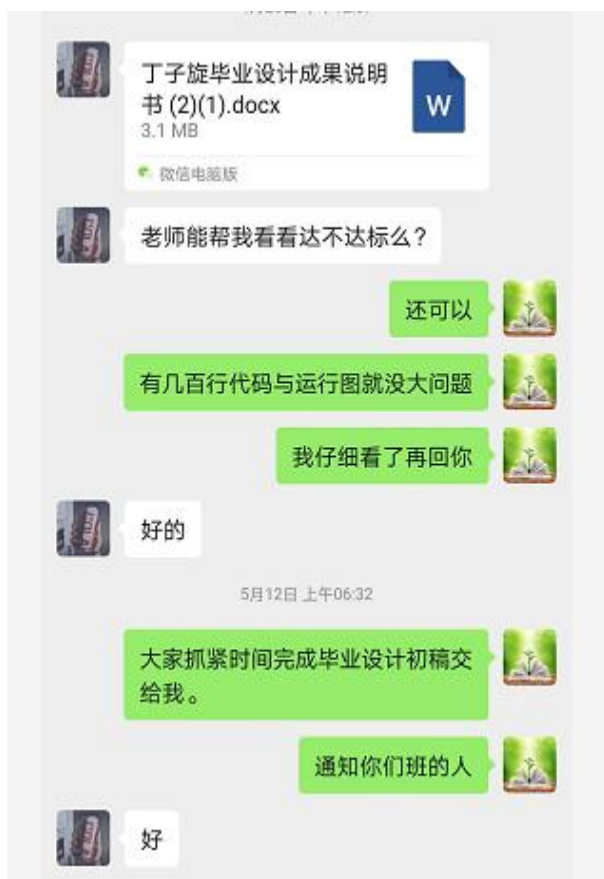 丁子旋毕业设计成果说明
书 (2)(1).docx
3.1 MB
W
微信电脑版
老师能帮我看看达不达标么？
还可以
有几百行代码与运行图就没大问题
我仔细看了再回你
好的
5月12日 上午06:32
大家抓紧时间完成毕业设计初稿交
给我。
通知你们班的人
好